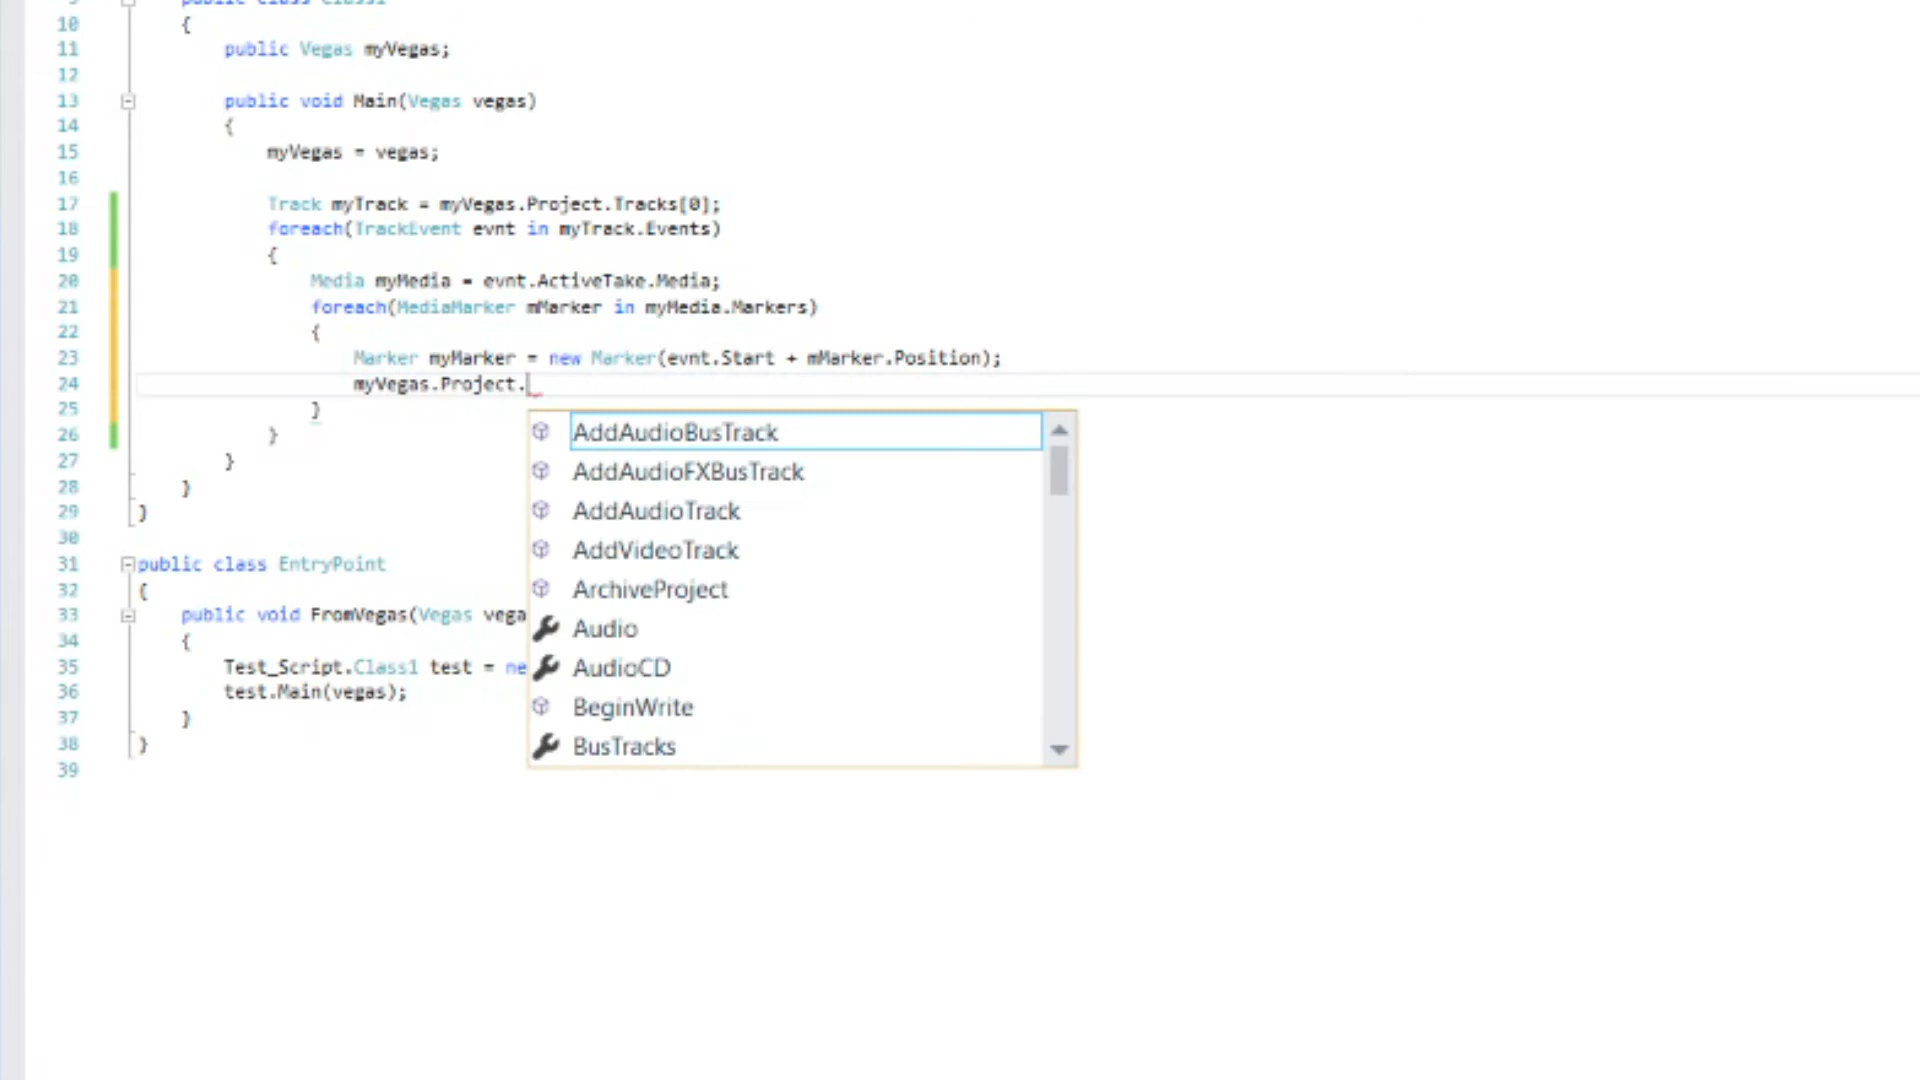 9 public class Class1
10 {
11 public Vegas myVegas;
12
13 public void Main(Vegas vegas)
14 {
15 myVegas = vegas;
16
17 Track myTrack = myVegas.Project.Tracks[0];
18 foreach(TrackEvent evnt in myTrack.Events)
19 {
20 Media myMedia = evnt.ActiveTake.Media;
21 foreach(MediaMarker mMarker in myMedia.Markers)
22 {
23 Marker myMarker = new Marker(evnt.Start + mMarker.Position);
24 myVegas.Project.
25 }
26 }
27 }
28 }
29 }
30
31 public class EntryPoint
32 {
33 public void FromVegas(Vegas vega
34 {
35 Test_Script.Class1 test = ne
36 test.Main(vegas);
37 }
38 }
39
AddAudioBusTrack
AddAudioFXBusTrack
AddAudioTrack
AddVideoTrack
ArchiveProject
Audio
AudioCD
BeginWrite
BusTracks